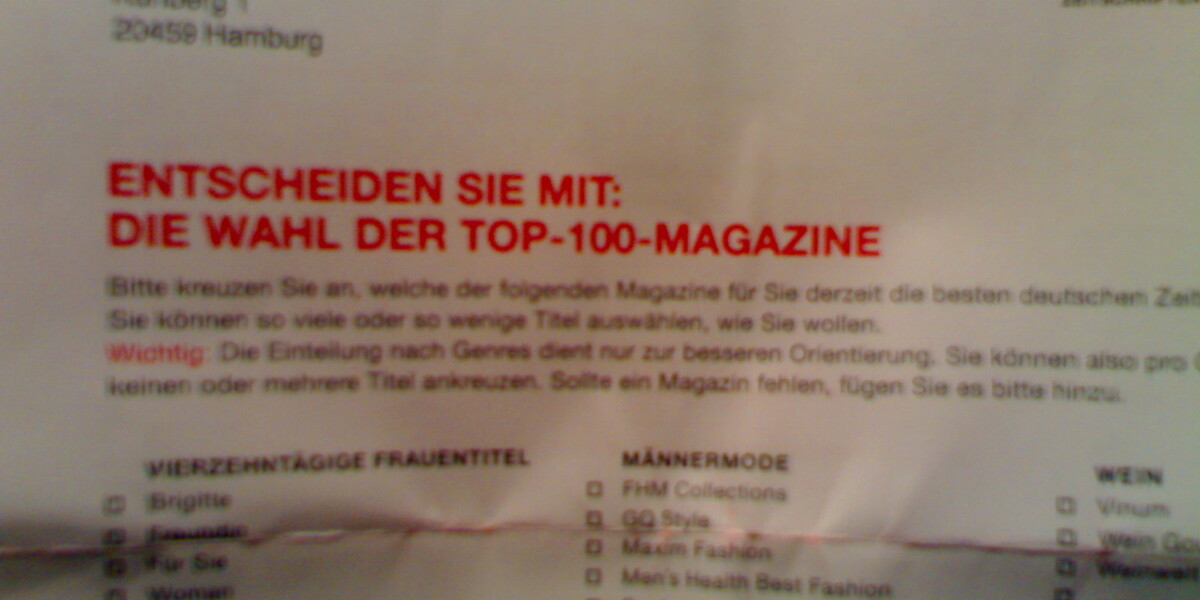 20459 Hamburg
ENTSCHEIDEN SIE MIT:
DIE WAHL DER TOP-100-MAGAZINE
Bitte kreuzen Sie an, welche der folgenden Magazine für Sie derzeit die besten deutschen
Sie können so viele oder so wenige Titel auswählen, wie Sie wollen.
Wichtig: Die Einteilung nach Genres dient nur zur besseren Orientierung. Sie können also pro
keinen oder mehrere Titel ankreuzen. Sollte ein Magazin fehlen, fügen Sie es bitte hinzu.
VIERZEHNTÄGIGE FRAUENTITEL
Brigitte
Freundin
Für Sie
Woman
MÄNNERMODE
FHM Collections
GQ Style
Maxim Fashion
Men's Health Best Fashion
WEIN
Vinum
Wein
Weinwelt